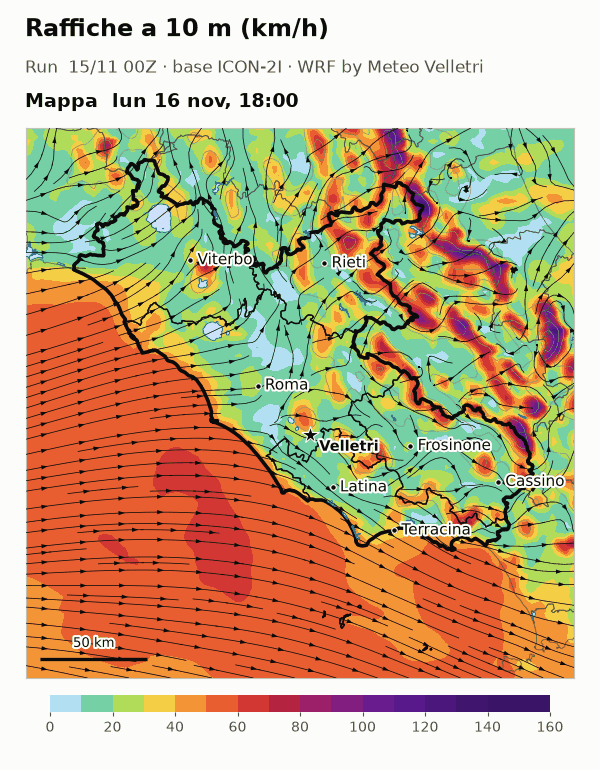 Raffiche a 10 m (km/h)
Run  15/11 00Z · base ICON-2I · WRF by Meteo Velletri
Mappa  lun 16 nov, 18:00
Viterbo
Rieti
Roma
Velletri
Frosinone
Latina
Cassino
Terracina
50 km
0 20 40 60 80 100 120 140 160